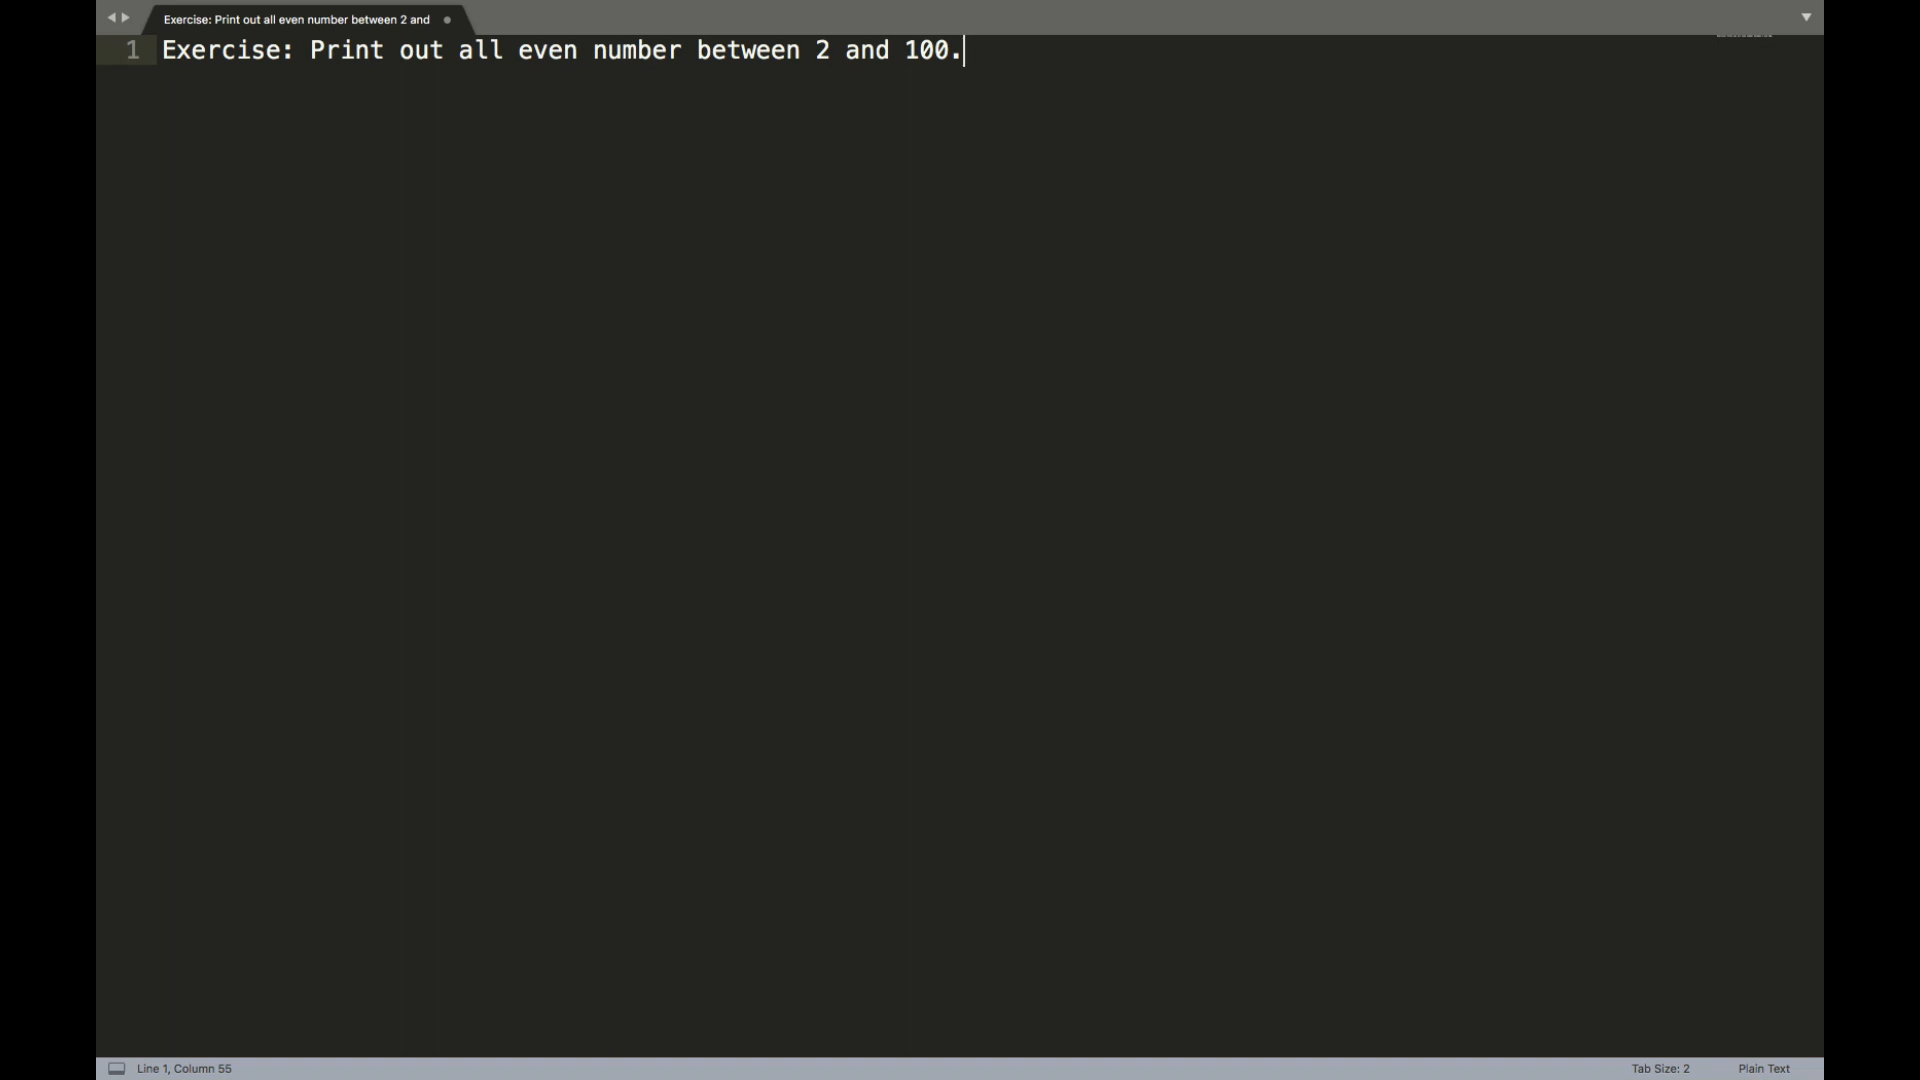 Exercise: Print out all even number between 2 and
1 Exercise: Print out all even number between 2 and 100.
Line 1, Column 55
Tab Size: 2
Plain Text